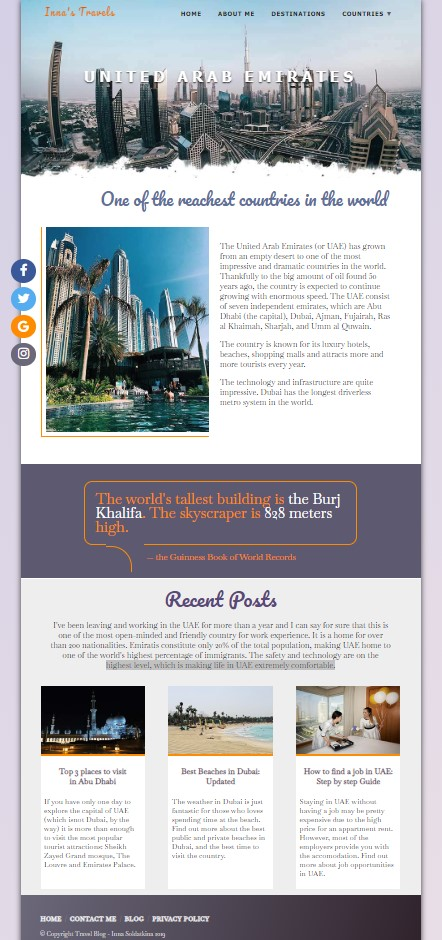 Inna's Travels
HOME ABOUT ME DESTINATIONS COUNTRIES ▼
UNITED ARAB EMIRATES
One of the reachest countries in the world
The United Arab Emirates (or UAE) has grown
from an empty desert to one of the most
impressive and dramatic countries in the world.
Thankfully to the big amount of oil found 50
years ago, the country is expected to continue
growing with enormous speed. The UAE consist
of seven independent emirates, which are Abu
Dhabi (the capital), Dubai, Ajman, Fujairah, Ras
al Khaimah, Sharjah, and Umm al Quwain.
The country is known for its luxury hotels,
beaches, shopping malls and attracts more and
more tourists every year.
The technology and infrastructure are quite
impressive, Dubai has the longest driverless
metro system in the world.
The world's tallest building is the Burj
Khalifa. The skyscraper is 828 meters
high.
— the Guinness Book of World Records
Recent Posts
I've been leaving and working in the UAE for more than a year and I can say for sure that this is
one of the most open-minded and friendly country for work experience. It is a home for over
than 200 nationalities. Emiratis constitute only 20% of the total population, making UAE home to
one of the world's highest percentage of immigrants. The safety and technology are on the
highest level, which is making life in UAE extremely comfortable.
Top 3 places to visit
in Abu Dhabi
If you have only one day to
explore the capital of UAE
(which isnot Dubai, by the
way) it is more than enough
to visit the most popular
tourist attractions: Sheikh
Zayed Grand mosque, The
Louvre and Emirates Palace.
Best Beaches in Dubai:
Updated
The weather in Dubai is just
fantastic for those who loves
spending time at the beach.
Find out more about the best
public and private beaches in
Dubai, and the best time to
visit the country.
How to find a job in UAE:
Step by step Guide
Staying in UAE without
having a job may be pretty
expensive due to the high
price for an appartment rent.
However, most of the
employers provide you with
the accomodation. Find out
more about job opportunities
in UAE.
HOME CONTACT ME BLOG PRIVACY POLICY
© Copyright Travel Blog - Inna Soldatkina 2019